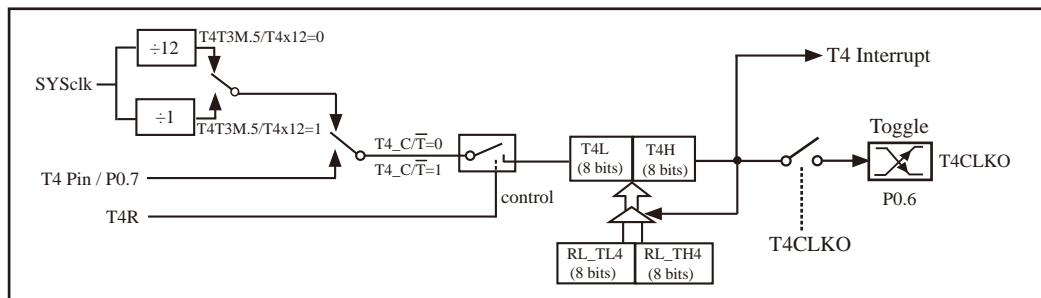 ÷12
T4T3M.5/T4x12=0
SYSclk
÷1
T4T3M.5/T4x12=1
T4_C/T̅=0
T4_C/T̅=1
T4 Pin / P0.7
T4R
control
T4L
(8 bits)
T4H
(8 bits)
RL_TL4
(8 bits)
RL_TH4
(8 bits)
T4 Interrupt
Toggle
T4CLKO
P0.6
T4CLKO